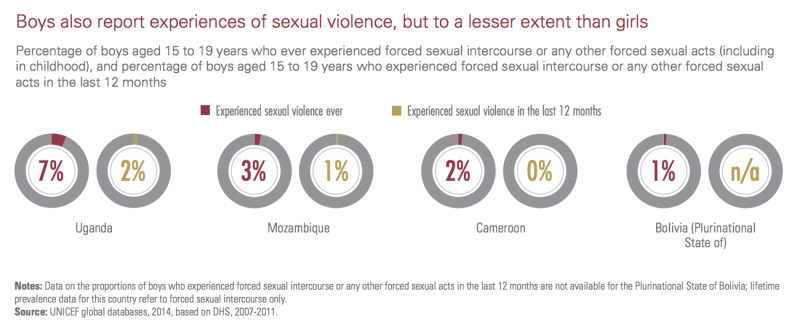 Boys also report experiences of sexual violence, but to a lesser extent than girls
Percentage of boys aged 15 to 19 years who ever experienced forced sexual intercourse or any other forced sexual acts (including
in childhood), and percentage of boys aged 15 to 19 years who experienced forced sexual intercourse or any other forced sexual
acts in the last 12 months
Experienced sexual violence ever
Experienced sexual violence in the last 12 months
7% 2% 3% 1% 2% 0% 1% n/a
Uganda Mozambique Cameroon Bolivia (Plurinational
State of)
Notes: Data on the proportions of boys who experienced forced sexual intercourse or any other forced sexual acts in the last 12 months are not available for the Plurinational State of Bolivia; lifetime
prevalence data for this country refer to forced sexual intercourse only.
Source: UNICEF global databases, 2014, based on DHS, 2007-2011.